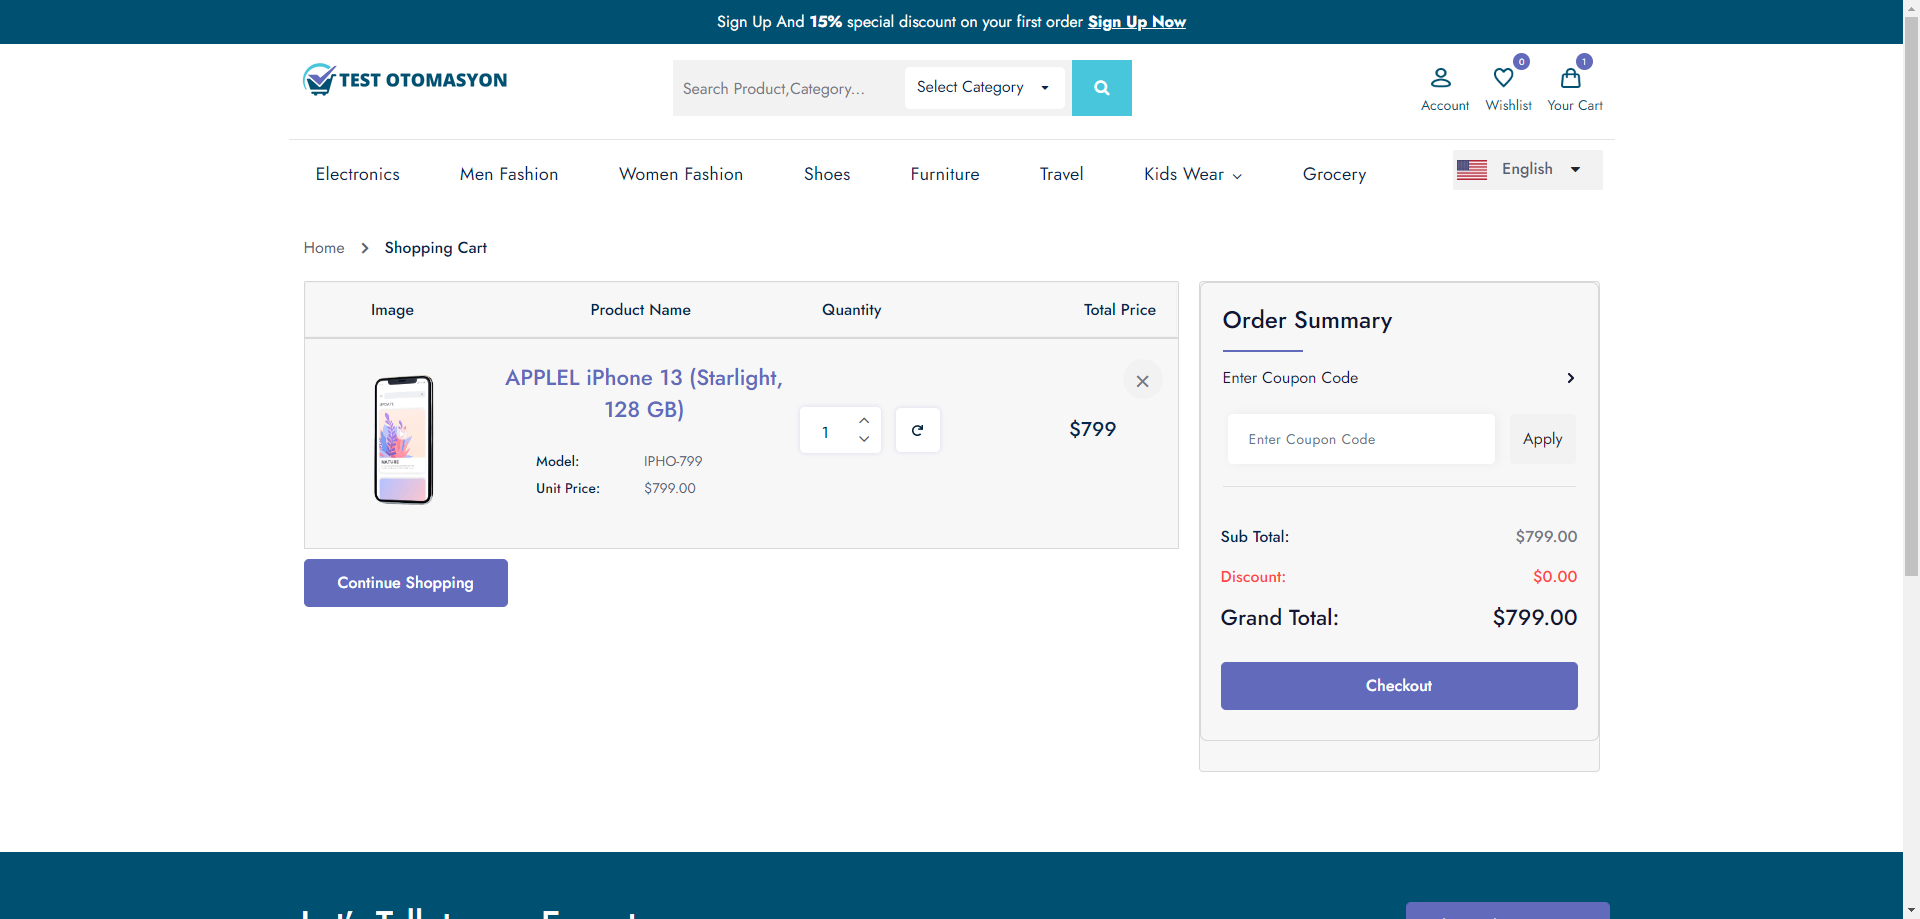 Sign Up And 15% special discount on your first order Sign Up Now
TEST OTOMASYON
Search Product,Category...
Select Category
0
1
Account
Wishlist
Your Cart
Electronics
Men Fashion
Women Fashion
Shoes
Furniture
Travel
Kids Wear
Grocery
English
Home
Shopping Cart
Image
Product Name
Quantity
Total Price
APPLEL iPhone 13 (Starlight,
128 GB)
1
$799
Model: IPHO-799
Unit Price: $799.00
NATURE
Continue Shopping
Order Summary
Enter Coupon Code
Enter Coupon Code
Apply
Sub Total: $799.00
Discount: $0.00
Grand Total: $799.00
Checkout